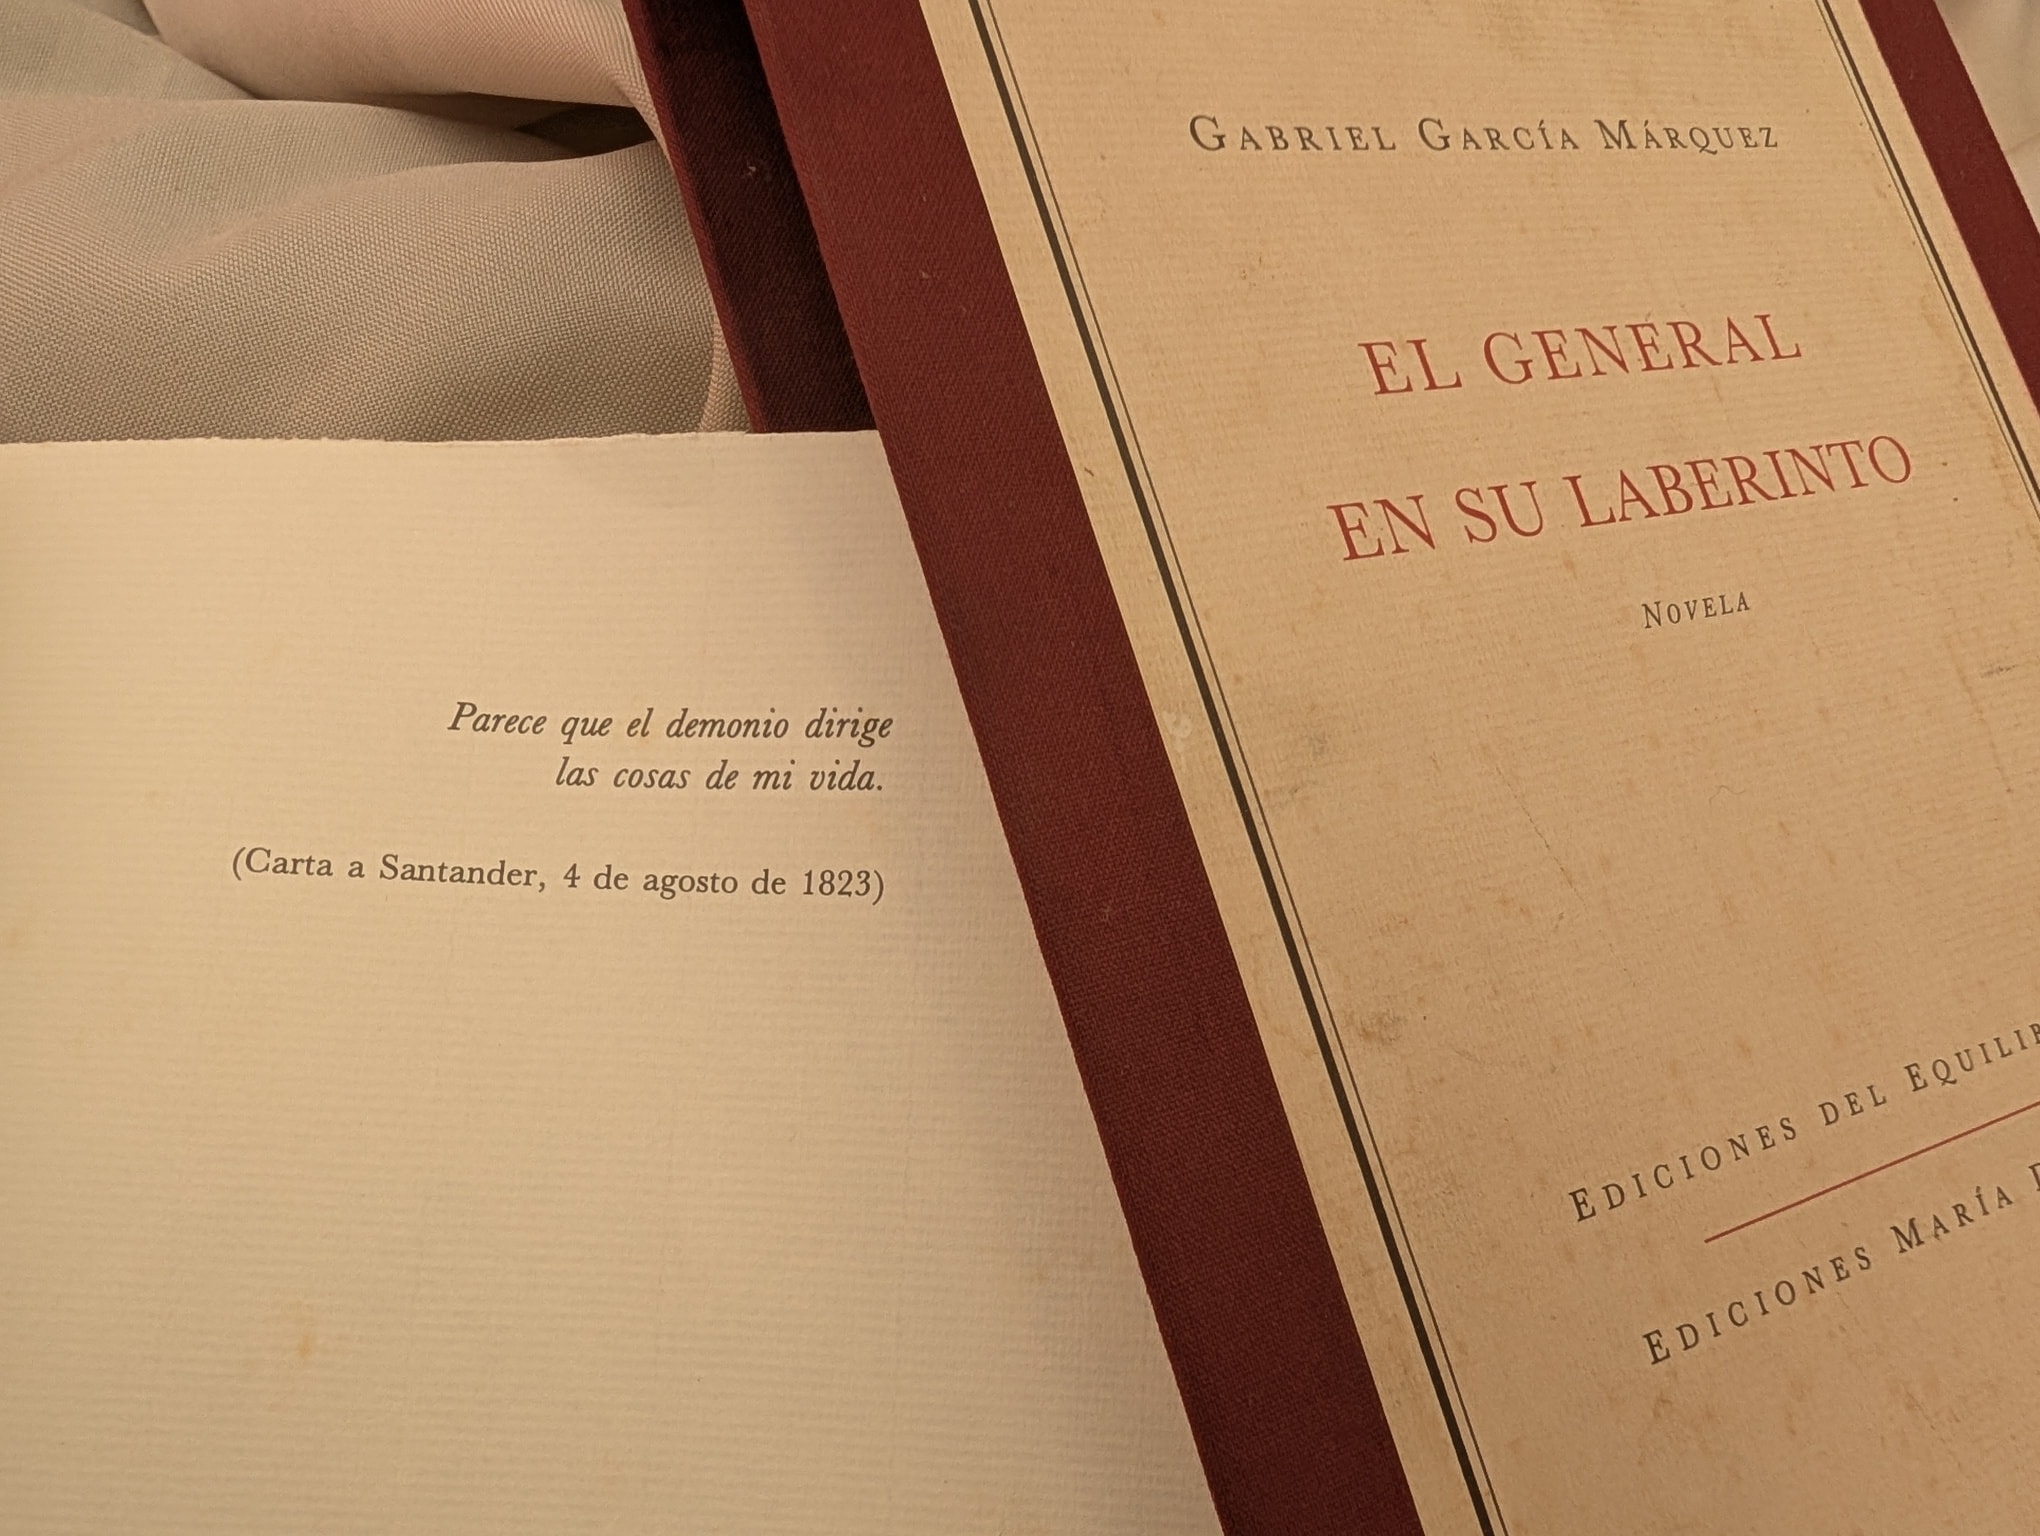 Parece que el demonio dirige
las cosas de mi vida.
(Carta a Santander, 4 de agosto de 1823)
GABRIEL GARCÍA MÁRQUEZ
EL GENERAL
EN SU LABERINTO
NOVELA
EDICIONES DEL
EDICIONES MARÍA